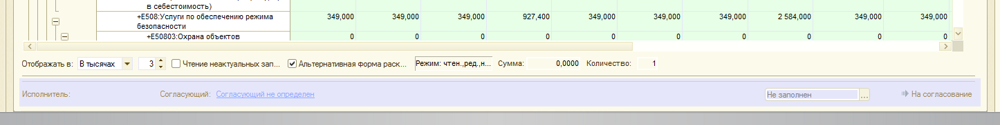 в себестоимость)
+E508:Услуги по обеспечению режима безопасности 349,000 349,000 349,000 927,400 349,000 349,000 349,000 2 584,000 349,000 349,000
+E50803:Охрана объектов 0 0 0 0 0 0 0 0 0 0
Отображать в: В тысячах 3 Чтение неактуальных зап... Альтернативная форма раск... Режим: чтен.,ред.,н... Сумма: 0,0000 Количество: 1
Исполнитель: Согласующий: Согласующий не определен Не заполнен ... На согласование